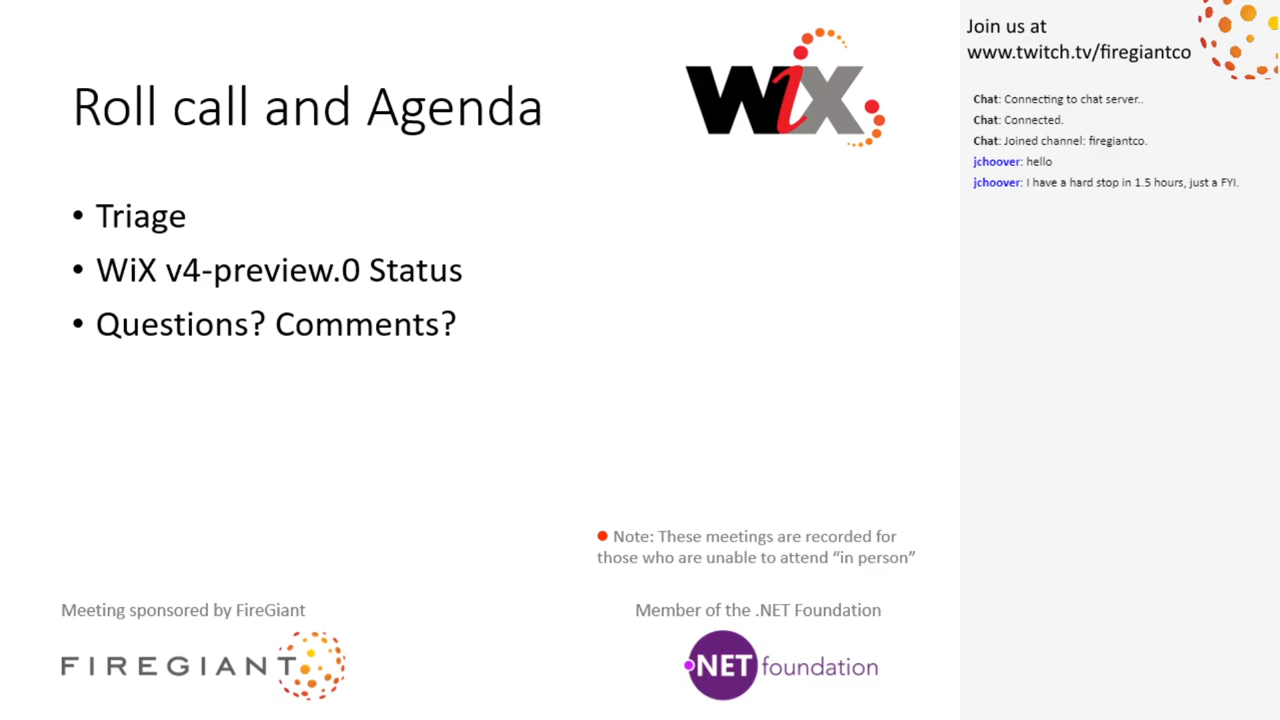 Roll call and Agenda
WiX
• Triage
• WiX v4-preview.0 Status
• Questions? Comments?
Note: These meetings are recorded for
those who are unable to attend “in person”
Meeting sponsored by FireGiant
FIREGIANT
Member of the .NET Foundation
.NET foundation
Join us at
www.twitch.tv/firegiantco
Chat: Connecting to chat server..
Chat: Connected.
Chat: Joined channel: firegiantco.
jchoover: hello
jchoover: I have a hard stop in 1.5 hours, just a FYI.